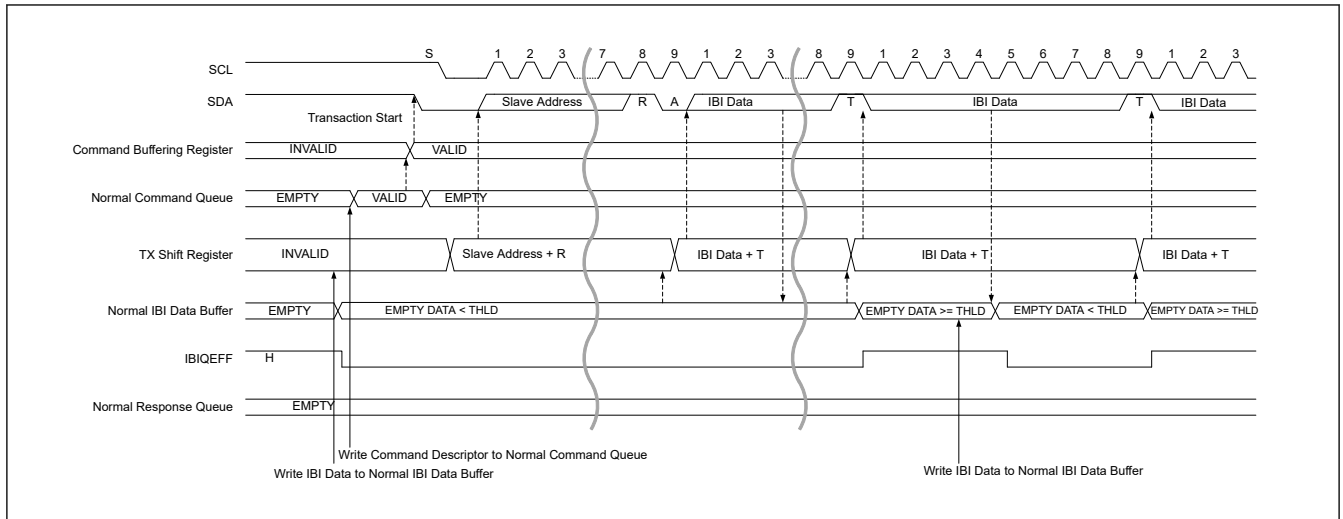 S 1 2 3 7 8 9 1 2 3 8 9 1 2 3 4 5 6 7 8 9 1 2 3
SCL
SDA Slave Address R A IBI Data T IBI Data T IBI Data
Transaction Start
Command Buffering Register INVALID VALID
Normal Command Queue EMPTY VALID EMPTY
TX Shift Register INVALID Slave Address + R IBI Data + T IBI Data + T IBI Data + T
Normal IBI Data Buffer EMPTY EMPTY DATA < THLD EMPTY DATA >= THLD EMPTY DATA < THLD EMPTY DATA >= THLD
IBIQEFF H
Normal Response Queue EMPTY
Write Command Descriptor to Normal Command Queue
Write IBI Data to Normal IBI Data Buffer Write IBI Data to Normal IBI Data Buffer